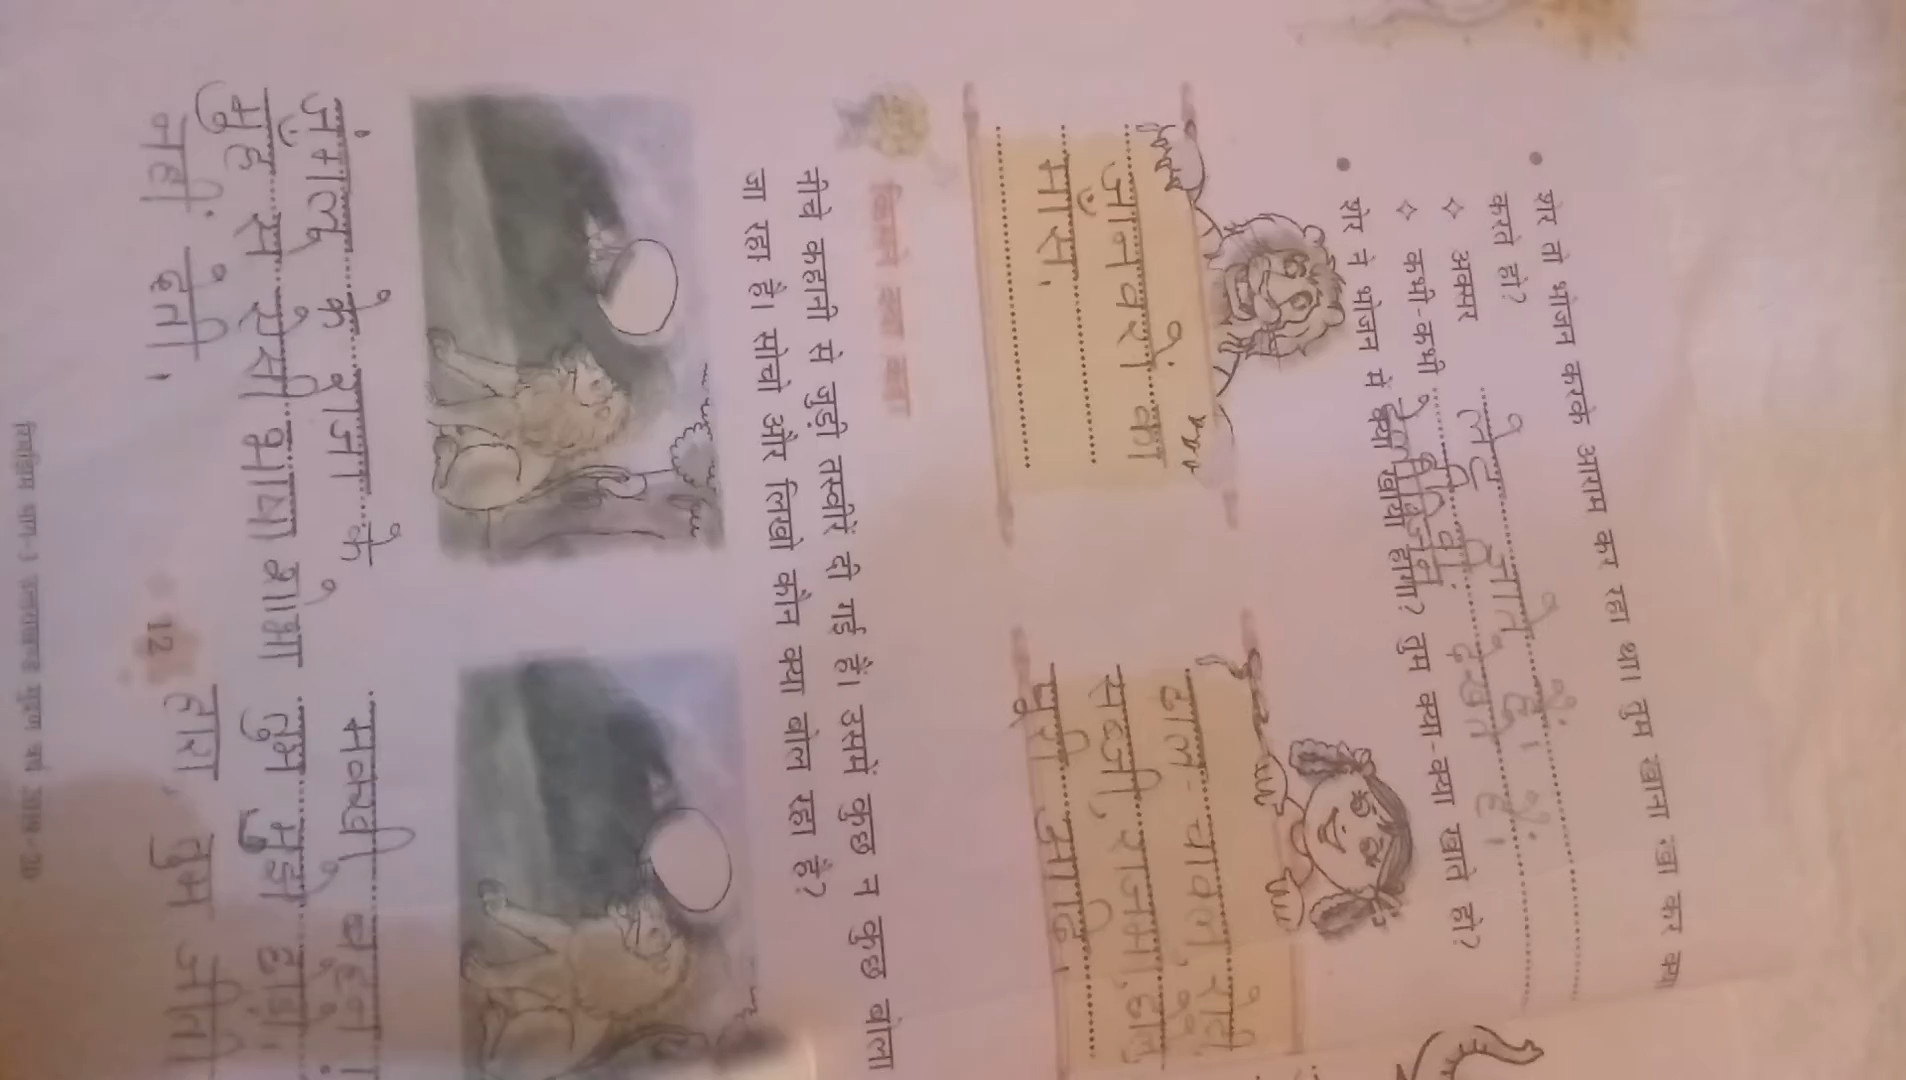 • शेर तो भोजन करके आराम कर रहा था। तुम खाना खा कर क्या
करते हो?
✧ अक्सर लेट जाते हैं।
✧ कभी-कभी टी.वी. देखते हैं।
• शेर ने भोजन में क्या खाया होगा? तुम क्या-क्या खाते हो?
जानवरों का
मास।
दाल-चावल, रोटी,
सब्जी, राजमा,
पूरी आदि।
किसने क्या कहा
नीचे कहानी से जुड़ी तस्वीरें दी गई हैं। उसमें कुछ न कुछ बोला
जा रहा है। सोचो और लिखो कौन क्या बोल रहा है?
जंगल के राजा के
मुँह से ऐसी भाषा शोभा
नहीं देती।
मक्खी बहन!
तुम मुझे छोड़ो।
हारा, तुम जीती
12